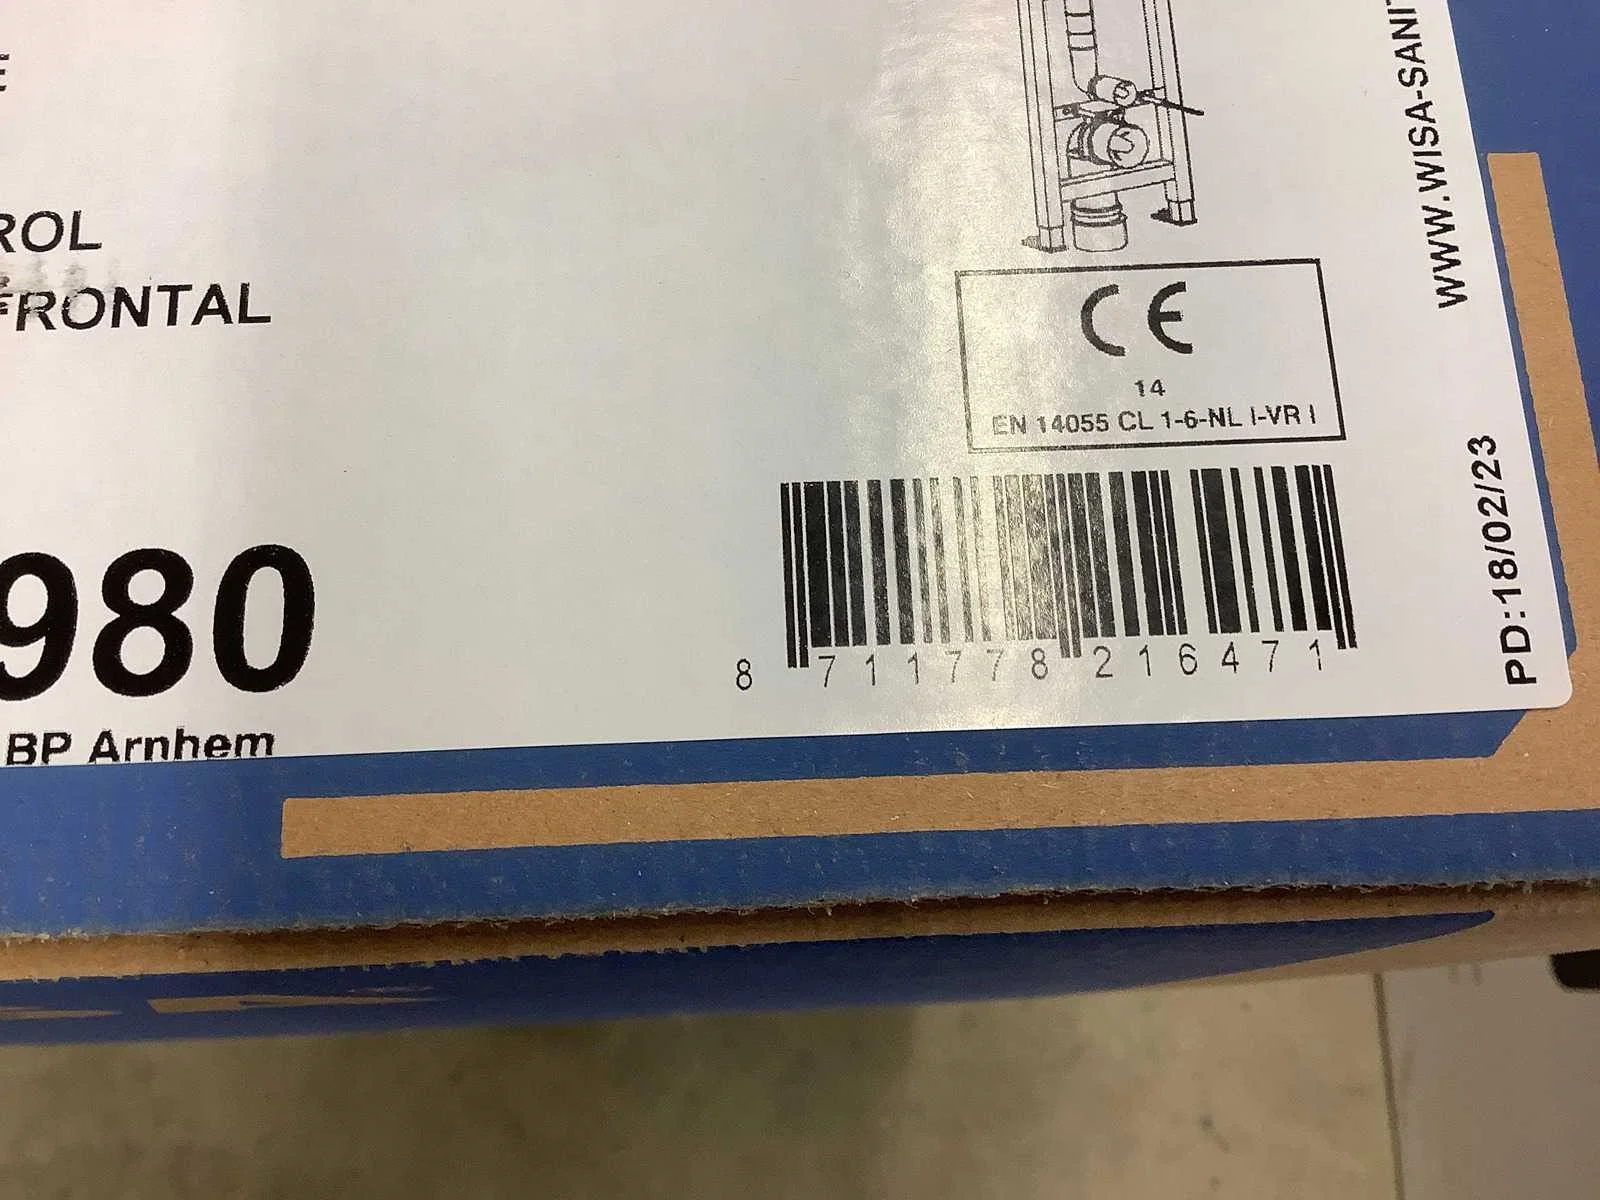 ROL
FRONTAL
CE
14
EN 14055 CL 1-6-NL I-VR I
980
8 711778 216471
BP Arnhem
WWW.WISA-SANIT
PD:18/02/23